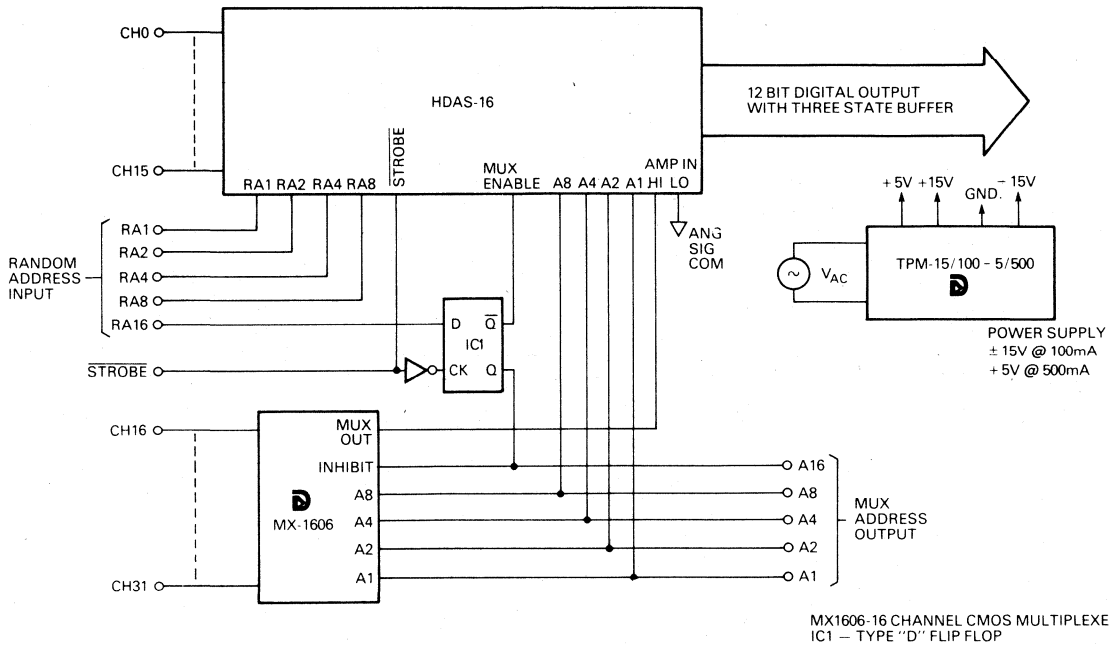 CH0
CH15
HDAS-16
12 BIT DIGITAL OUTPUT
WITH THREE STATE BUFFER
RA1 RA2 RA4 RA8
STROBE
MUX
ENABLE
A8 A4 A2 A1
AMP IN
HI LO
ANG
SIG
COM
RANDOM
ADDRESS
INPUT
RA1
RA2
RA4
RA8
RA16
STROBE
D Q
IC1
CK Q
+5V +15V GND. -15V
VAC
TPM-15/100-5/500
POWER SUPPLY
± 15V @ 100mA
+5V @ 500mA
CH16
CH31
MUX
OUT
INHIBIT
A8
A4
A2
A1
MX-1606
A16
A8
A4
A2
A1
MUX
ADDRESS
OUTPUT
MX1606-16 CHANNEL CMOS MULTIPLEXE
IC1 — TYPE "D" FLIP FLOP